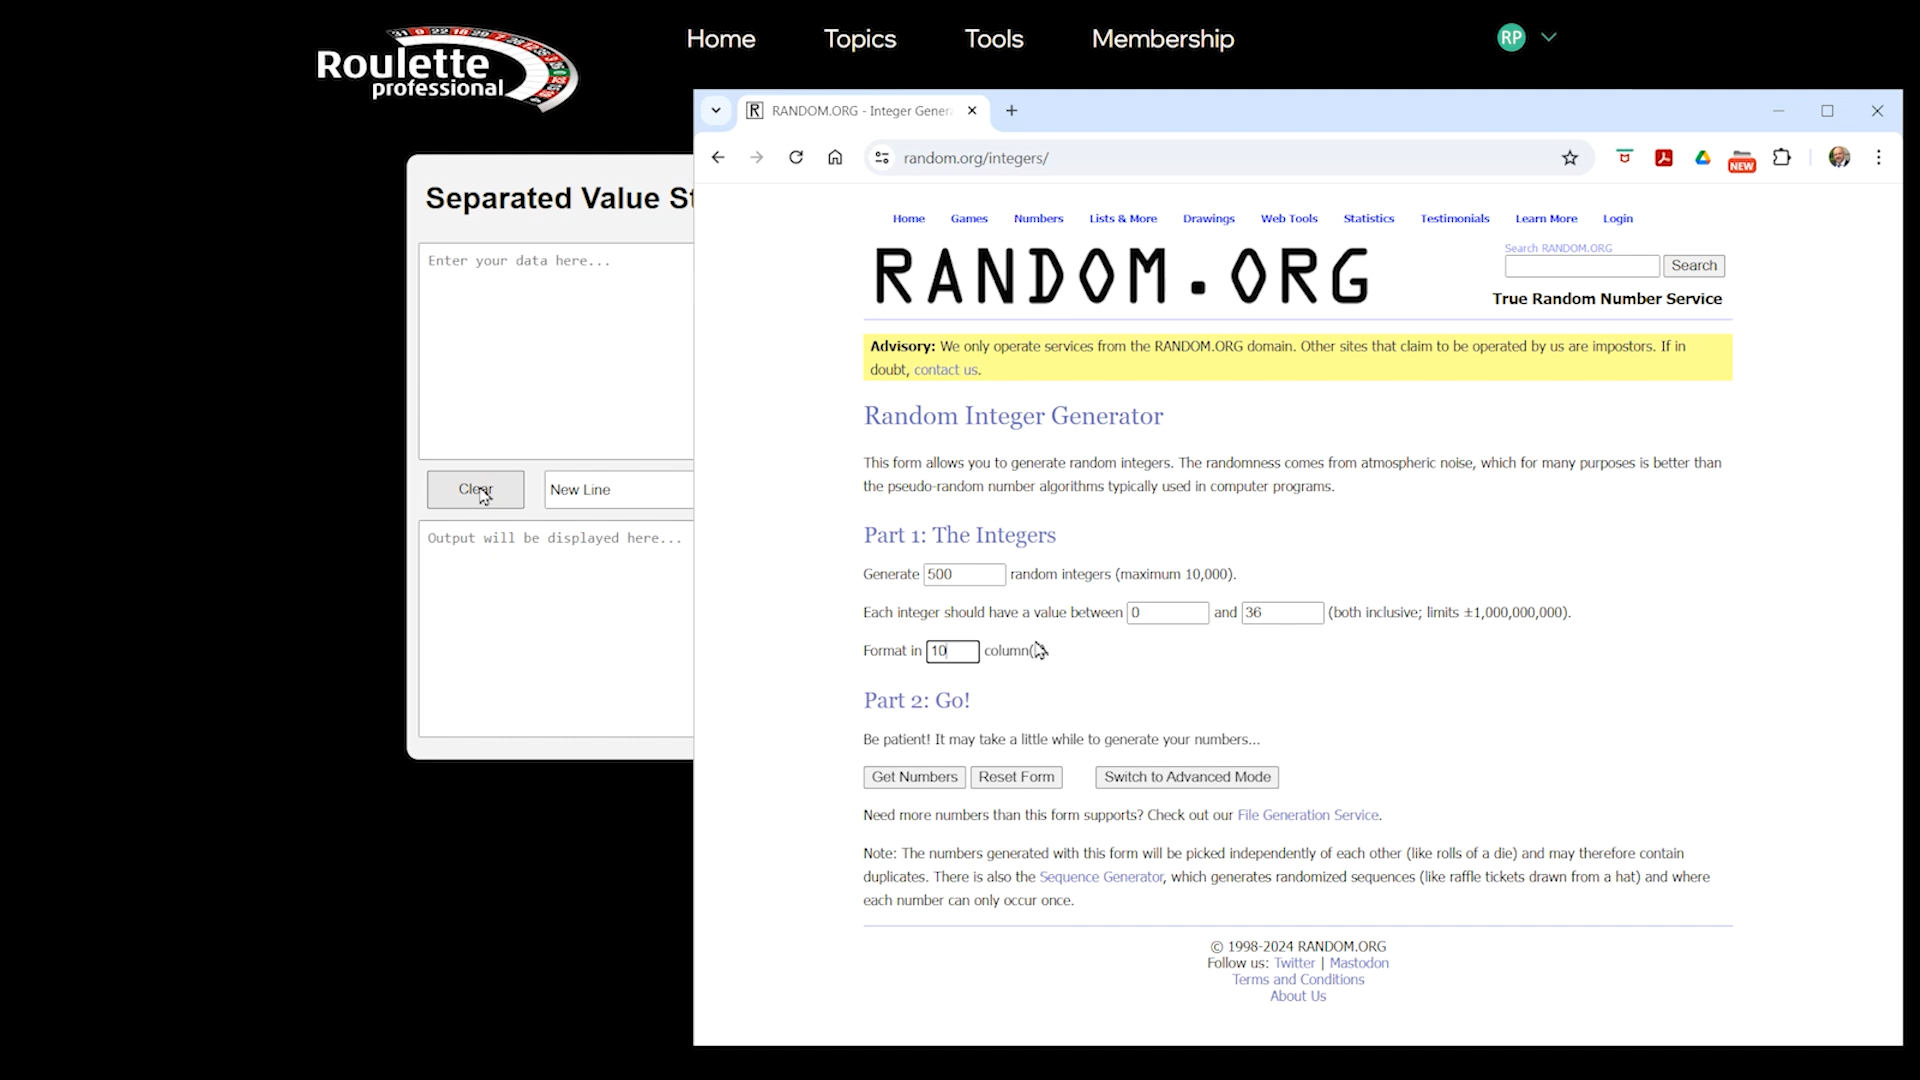 Roulette
professional
Home Topics Tools Membership
RP
RANDOM.ORG - Integer Genera
random.org/integers/
NEW
Separated Value St
Enter your data here...
Clear
New Line
Output will be displayed here...
Home Games Numbers Lists & More Drawings Web Tools Statistics Testimonials Learn More Login
RANDOM.ORG
Search RANDOM.ORG
Search
True Random Number Service
Advisory: We only operate services from the RANDOM.ORG domain. Other sites that claim to be operated by us are impostors. If in
doubt, contact us.
Random Integer Generator
This form allows you to generate random integers. The randomness comes from atmospheric noise, which for many purposes is better than
the pseudo-random number algorithms typically used in computer programs.
Part 1: The Integers
Generate 500 random integers (maximum 10,000).
Each integer should have a value between 0 and 36 (both inclusive; limits ±1,000,000,000).
Format in 10 column(
Part 2: Go!
Be patient! It may take a little while to generate your numbers...
Get Numbers Reset Form Switch to Advanced Mode
Need more numbers than this form supports? Check out our File Generation Service.
Note: The numbers generated with this form will be picked independently of each other (like rolls of a die) and may therefore contain
duplicates. There is also the Sequence Generator, which generates randomized sequences (like raffle tickets drawn from a hat) and where
each number can only occur once.
© 1998-2024 RANDOM.ORG
Follow us: Twitter | Mastodon
Terms and Conditions
About Us